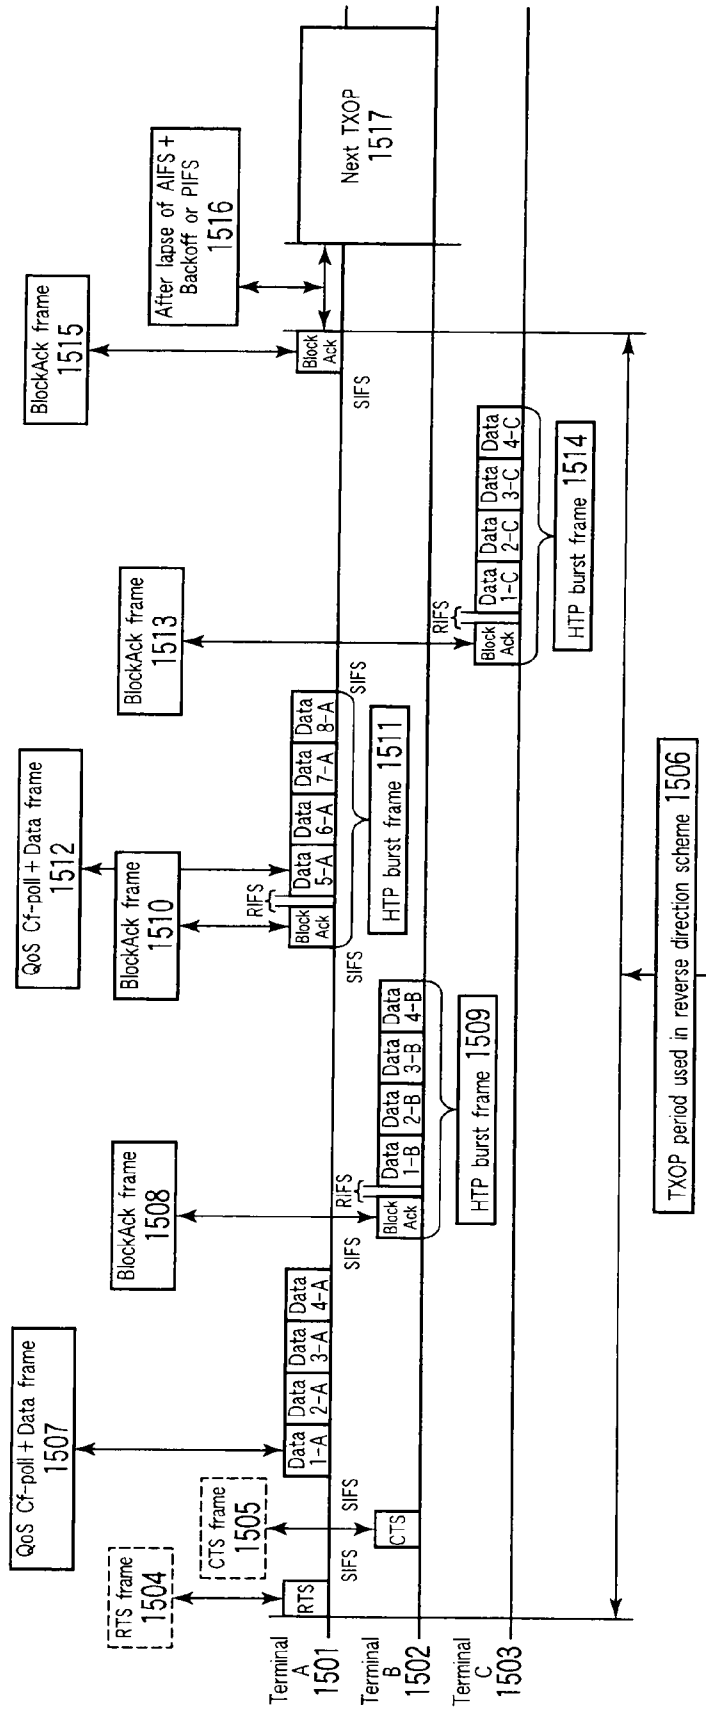 RTS frame
1504
CTS frame
1505
QoS Cf-poll + Data frame
1507
BlockAck frame
1508
QoS Cf-poll + Data frame
1512
BlockAck frame
1510
BlockAck frame
1513
BlockAck frame
1515
After lapse of AIFS +
Backoff or PIFS
1516
Terminal
A
1501
RTS
SIFS
SIFS
Data
1-A
Data
2-A
Data
3-A
Data
4-A
SIFS
SIFS
Block
Ack
RIFS
Data
5-A
Data
6-A
Data
7-A
Data
8-A
SIFS
HTP burst frame 1511
SIFS
Block
Ack
Next TXOP
1517
Terminal
B
1502
CTS
Block
Ack
RIFS
Data
1-B
Data
2-B
Data
3-B
Data
4-B
HTP burst frame 1509
Terminal
C
1503
Block
Ack
RIFS
Data
1-C
Data
2-C
Data
3-C
Data
4-C
HTP burst frame 1514
TXOP period used in reverse direction scheme 1506